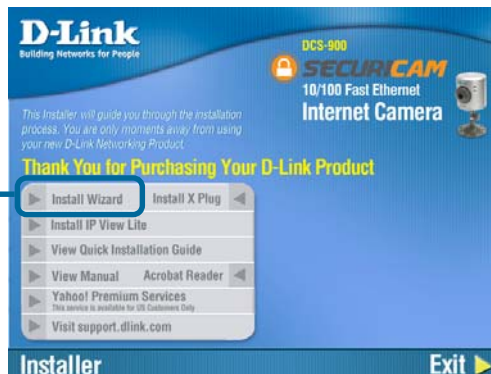 D-Link
Building Networks for People
DCS-900
SECURICAM
10/100 Fast Ethernet
Internet Camera
This Installer will guide you through the installation
process. You are only moments away from using
your new D-Link Networking Product.
Thank You for Purchasing Your D-Link Product
Install Wizard Install X Plug
Install IP View Lite
View Quick Installation Guide
View Manual Acrobat Reader
Yahoo! Premium Services
This service is available for US Customers Only
Visit support.dlink.com
Installer Exit